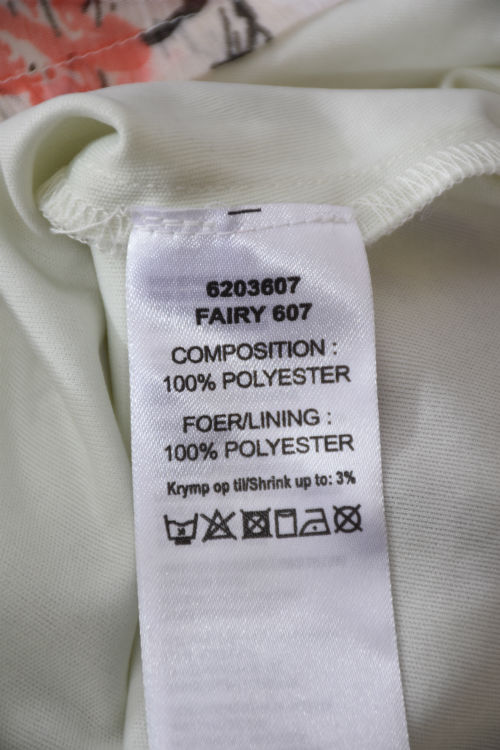 6203607
FAIRY 607
COMPOSITION :
100% POLYESTER
FOER/LINING :
100% POLYESTER
Krymp op til/Shrink up to: 3%